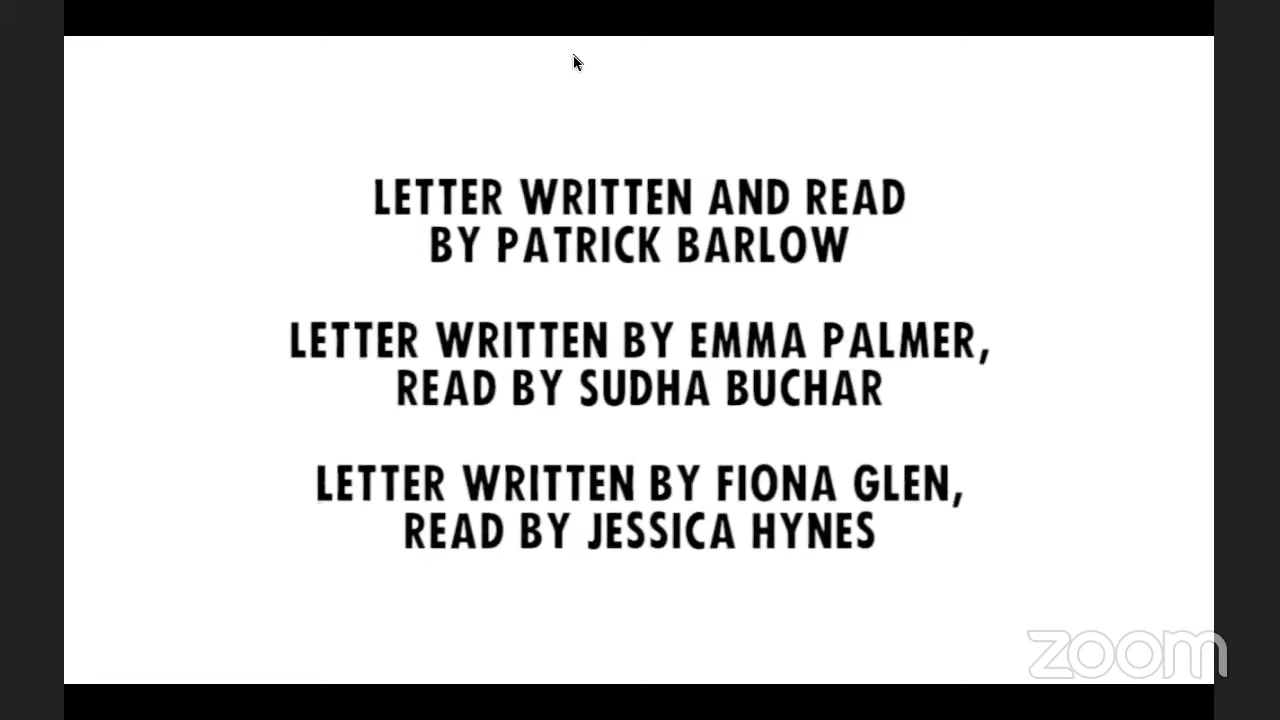 LETTER WRITTEN AND READ
BY PATRICK BARLOW
LETTER WRITTEN BY EMMA PALMER,
READ BY SUDHA BUCHAR
LETTER WRITTEN BY FIONA GLEN,
READ BY JESSICA HYNES
zoom